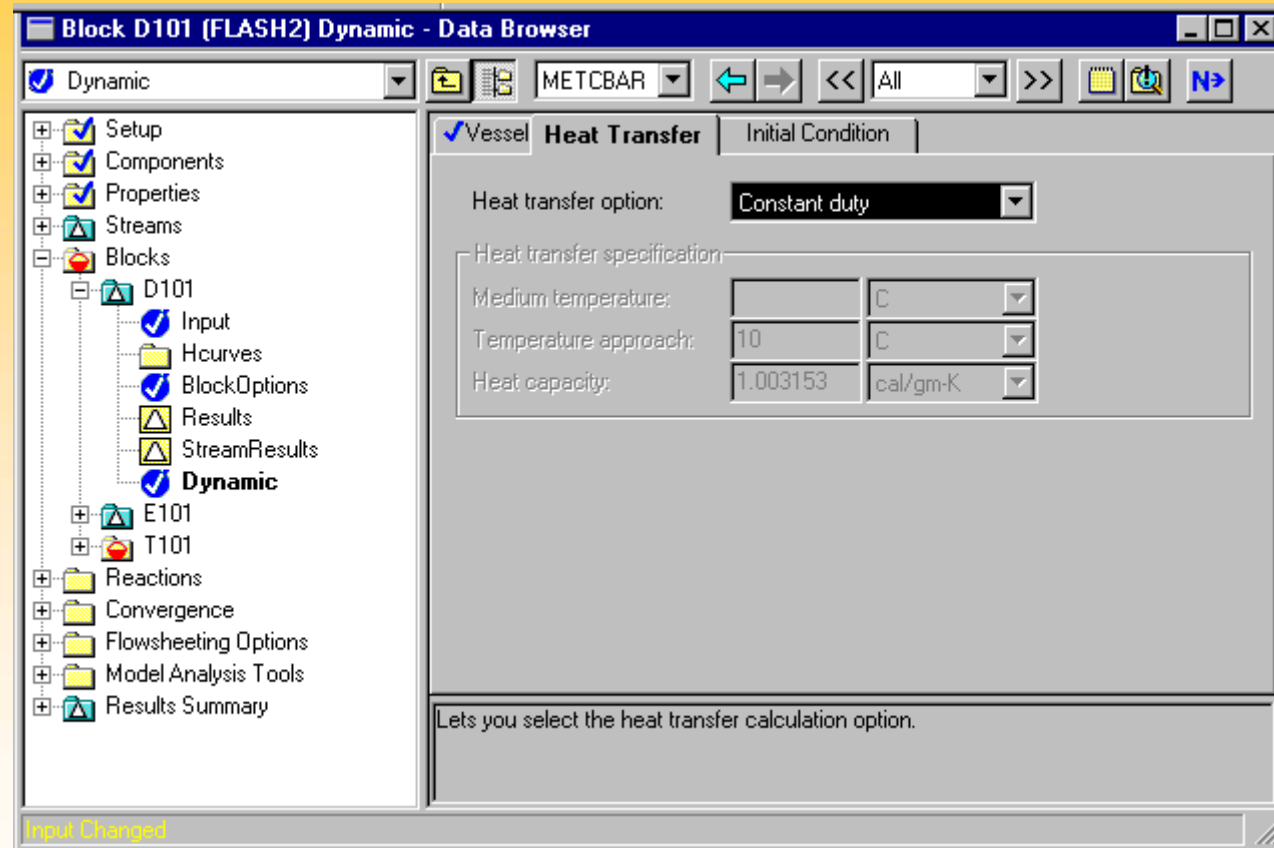 Block D101 (FLASH2) Dynamic - Data Browser
Dynamic METCBAR << All >> N
Setup
Components
Properties
Streams
Blocks
D101
Input
Hcurves
BlockOptions
Results
StreamResults
Dynamic
E101
T101
Reactions
Convergence
Flowsheeting Options
Model Analysis Tools
Results Summary
Vessel Heat Transfer Initial Condition
Heat transfer option: Constant duty
Heat transfer specification
Medium temperature: C
Temperature approach: 10 C
Heat capacity: 1.003153 cal/gm-K
Lets you select the heat transfer calculation option.
Input Changed